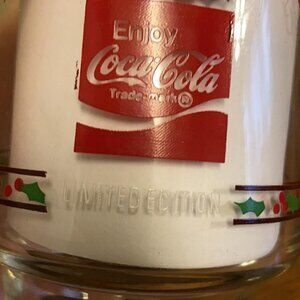 Enjoy
Coca-Cola
Trade-mark ®
LIMITED EDITION